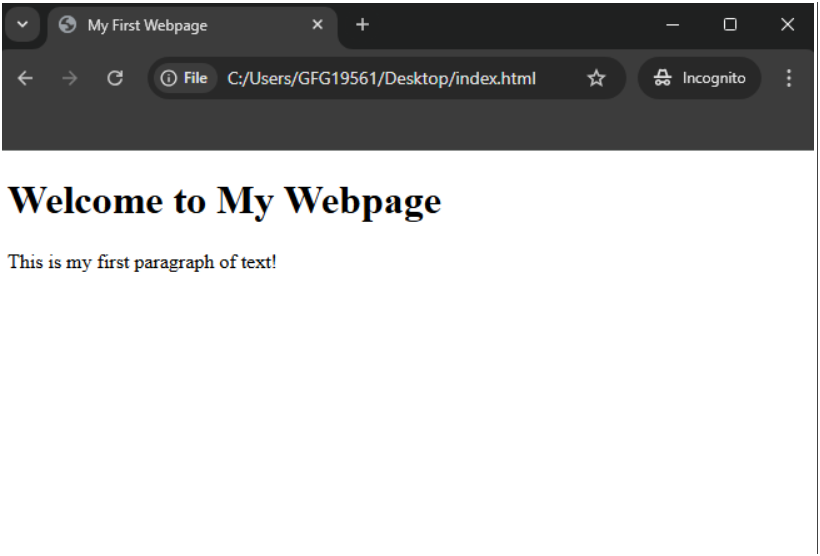 My First Webpage
File C:/Users/GFG19561/Desktop/index.html Incognito
Welcome to My Webpage
This is my first paragraph of text!